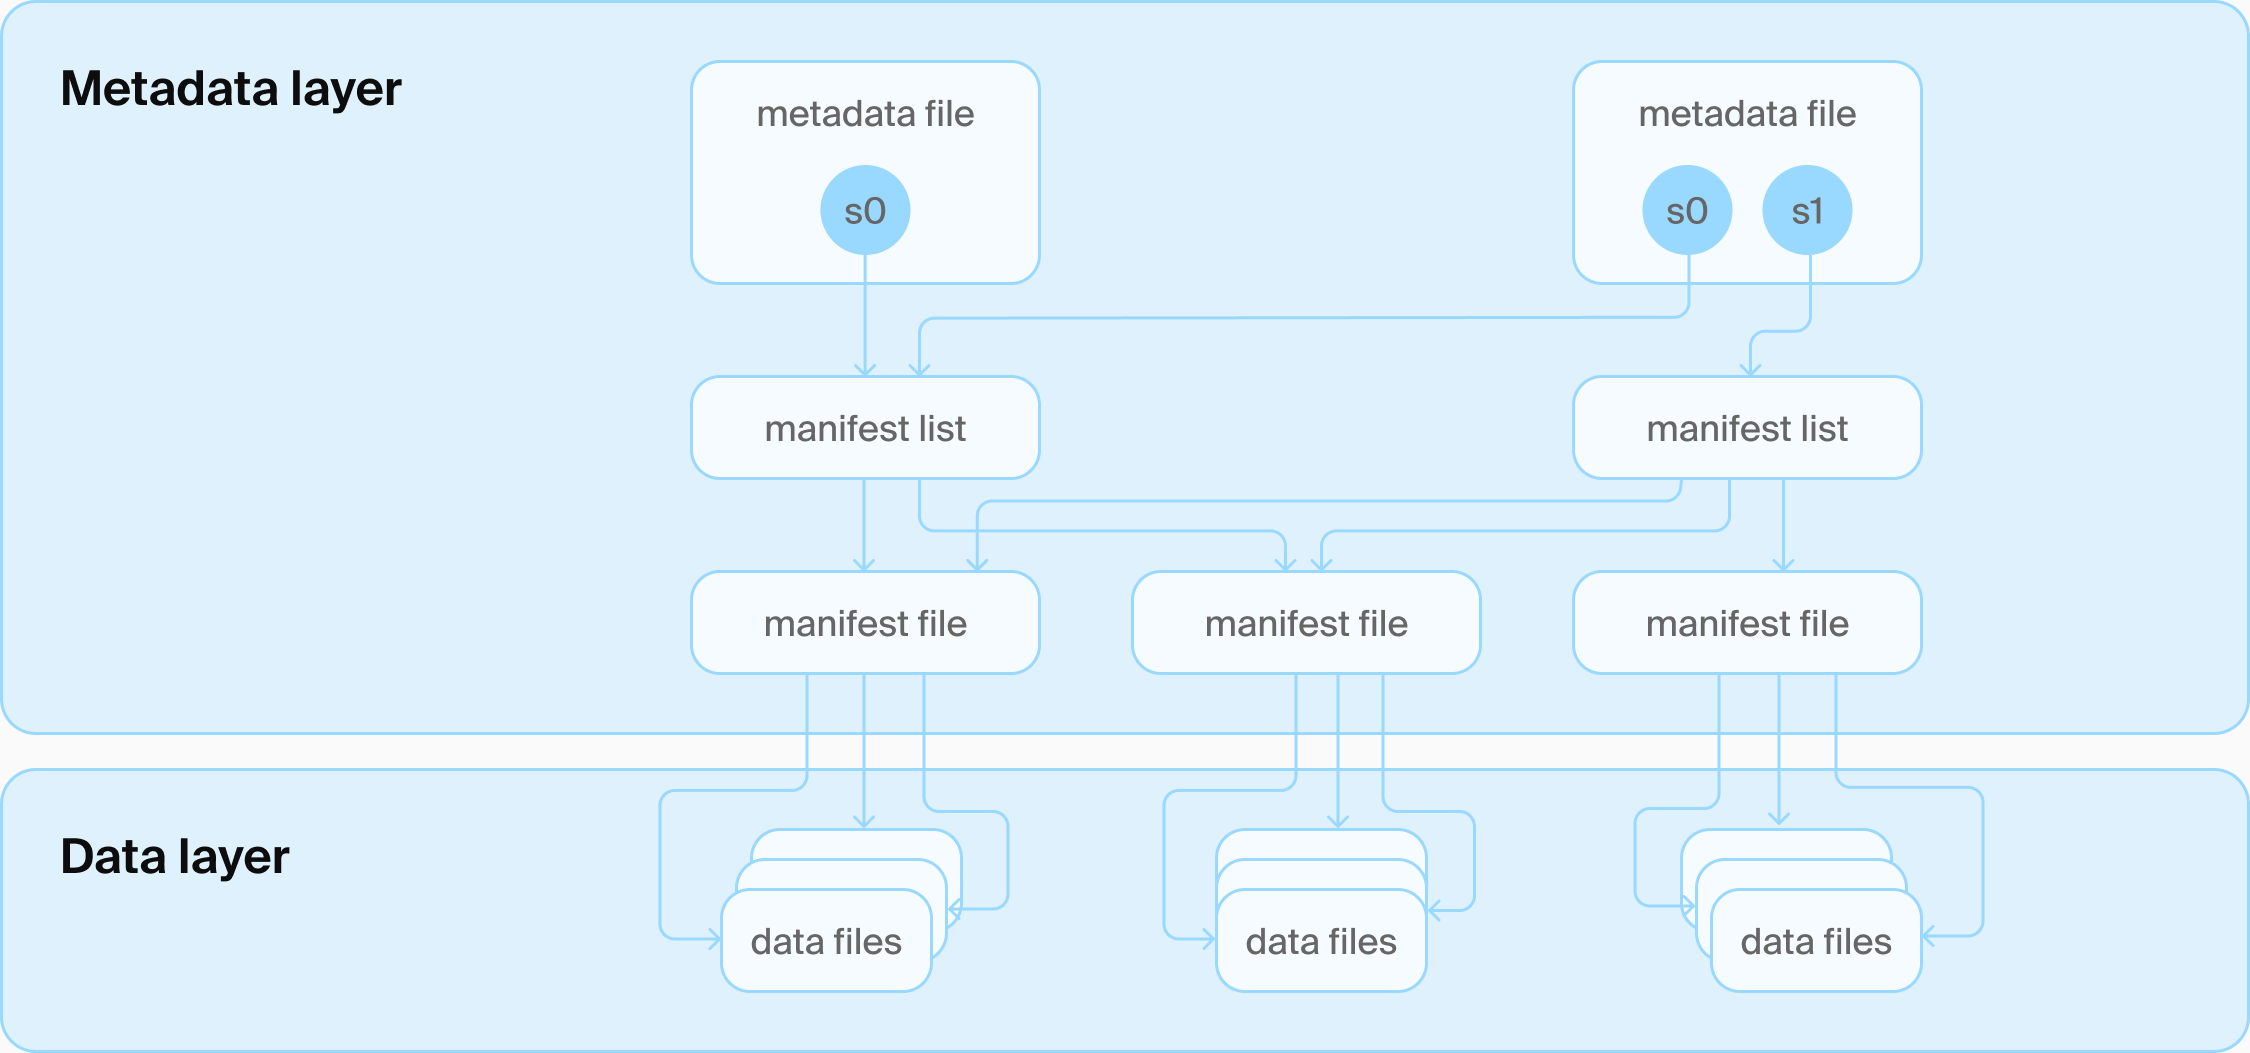 Metadata layer
metadata file
metadata file
s0
s0
s1
manifest list
manifest list
manifest file
manifest file
manifest file
Data layer
data files
data files
data files